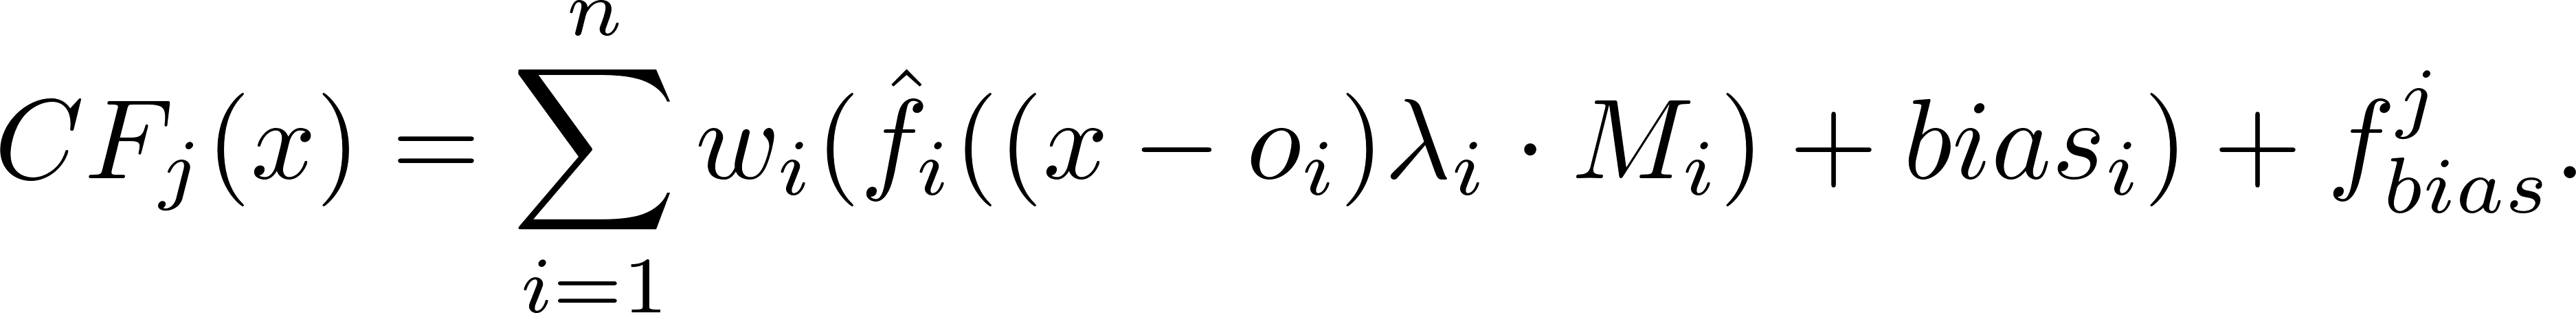 $CF_j(x) = \sum_{i=1}^{n} w_i(\hat{f}_i((x - o_i)\lambda_i \cdot M_i) + bias_i) + f_{bias}^{j}.$